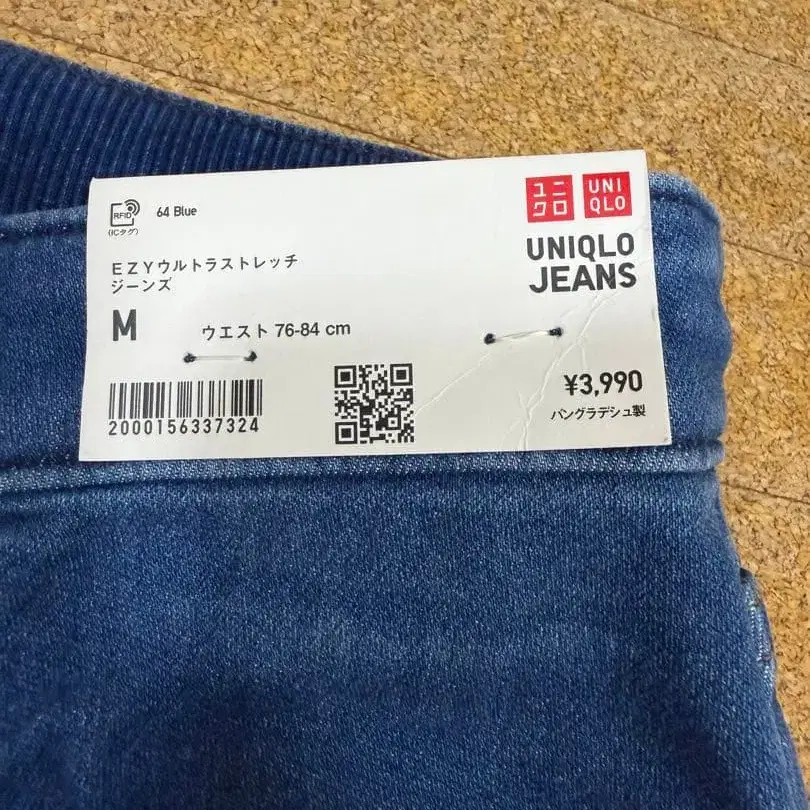 RFID
(ICタグ)
64 Blue
ユニ
クロ
UNI
QLO
UNIQLO
JEANS
EZYウルトラストレッチ
ジーンズ
M
ウエスト 76-84 cm
2000156337324
¥3,990
バングラデシュ製